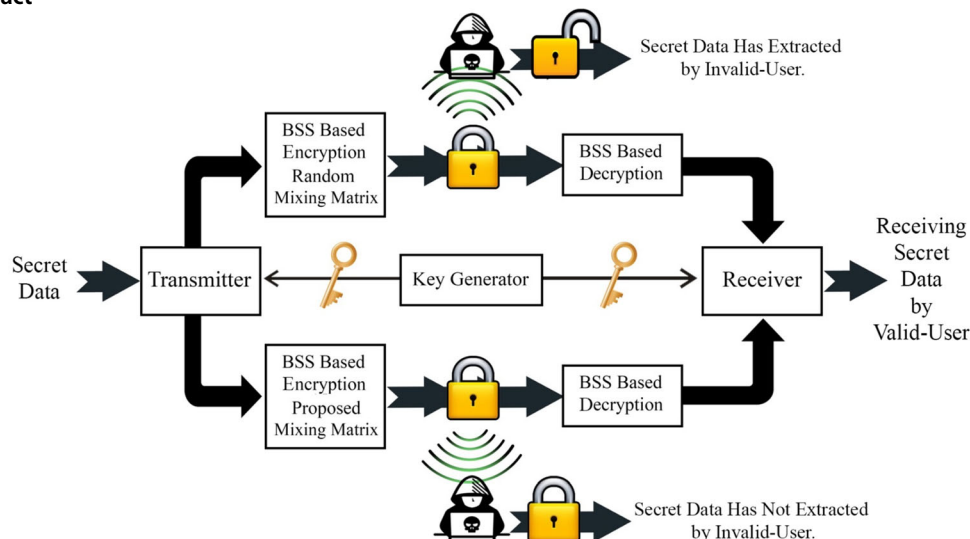 Secret Data Has Extracted
by Invalid-User.
BSS Based
Encryption
Random
Mixing Matrix
BSS Based
Decryption
Secret
Data
Transmitter
Key Generator
Receiver
Receiving
Secret
Data
by
Valid-User
BSS Based
Encryption
Proposed
Mixing Matrix
BSS Based
Decryption
Secret Data Has Not Extracted
by Invalid-User.